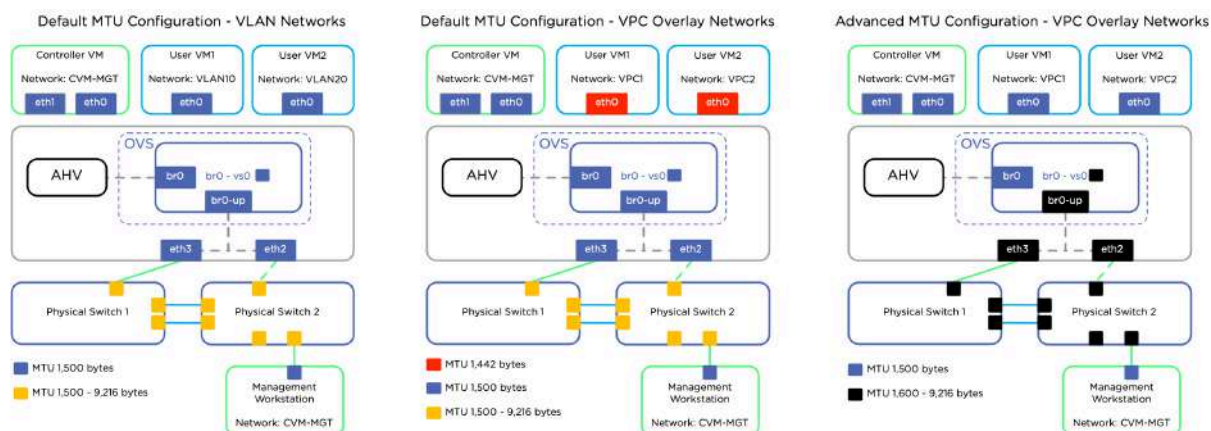 Default MTU Configuration - VLAN Networks
Controller VM
Network: CVM-MGT
eth1
eth0
User VM1
Network: VLAN10
eth0
User VM2
Network: VLAN20
eth0
OVS
AHV
br0
br0 - vs0
br0-up
eth3
eth2
Physical Switch 1
Physical Switch 2
MTU 1,500 bytes
MTU 1,500 - 9,216 bytes
Management
Workstation
Network: CVM-MGT
Default MTU Configuration - VPC Overlay Networks
Controller VM
Network: CVM-MGT
eth1
eth0
User VM1
Network: VPC1
eth0
User VM2
Network: VPC2
eth0
OVS
AHV
br0
br0 - vs0
br0-up
eth3
eth2
Physical Switch 1
Physical Switch 2
MTU 1,442 bytes
MTU 1,500 bytes
MTU 1,500 - 9,216 bytes
Management
Workstation
Network: CVM-MGT
Advanced MTU Configuration - VPC Overlay Networks
Controller VM
Network: CVM-MGT
eth1
eth0
User VM1
Network: VPC1
eth0
User VM2
Network: VPC2
eth0
OVS
AHV
br0
br0 - vs0
br0-up
eth3
eth2
Physical Switch 1
Physical Switch 2
MTU 1,500 bytes
MTU 1,600 - 9,216 bytes
Management
Workstation
Network: CVM-MGT